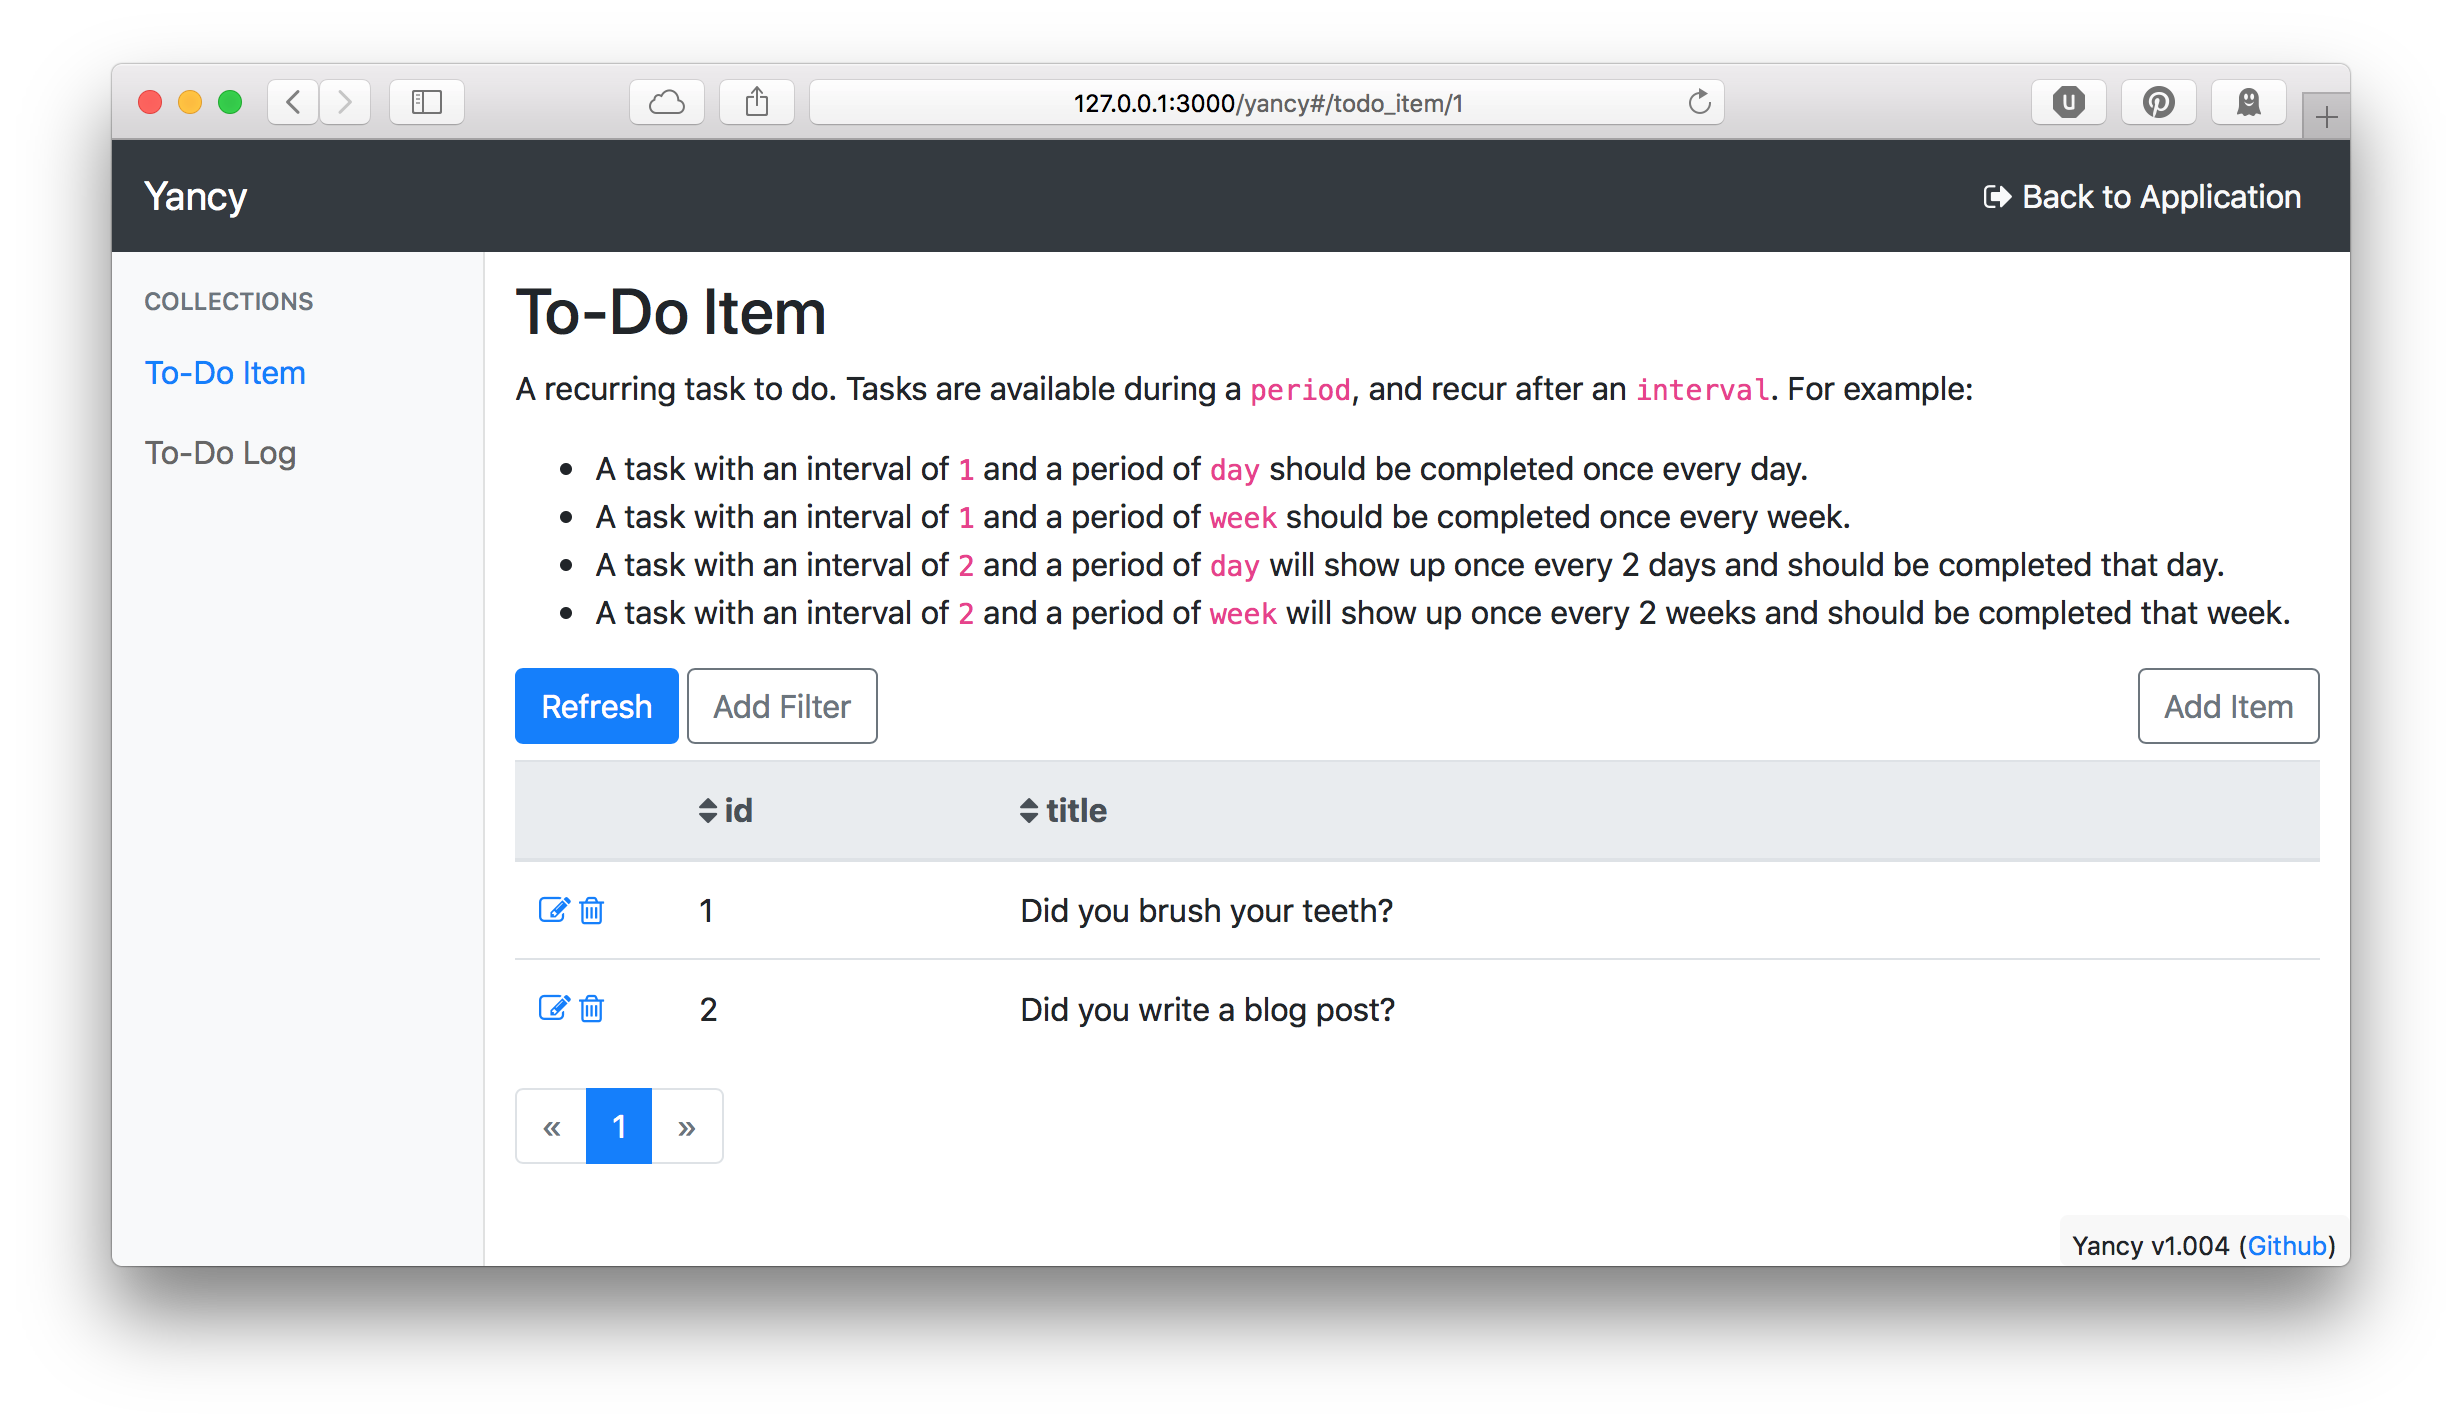 127.0.0.1:3000/yancy#/todo_item/1
Yancy
Back to Application
COLLECTIONS
To-Do Item
To-Do Log
To-Do Item
A recurring task to do. Tasks are available during a period, and recur after an interval. For example:
• A task with an interval of 1 and a period of day should be completed once every day.
• A task with an interval of 1 and a period of week should be completed once every week.
• A task with an interval of 2 and a period of day will show up once every 2 days and should be completed that day.
• A task with an interval of 2 and a period of week will show up once every 2 weeks and should be completed that week.
Refresh Add Filter Add Item
id title
1 Did you brush your teeth?
2 Did you write a blog post?
« 1 »
Yancy v1.004 (Github)